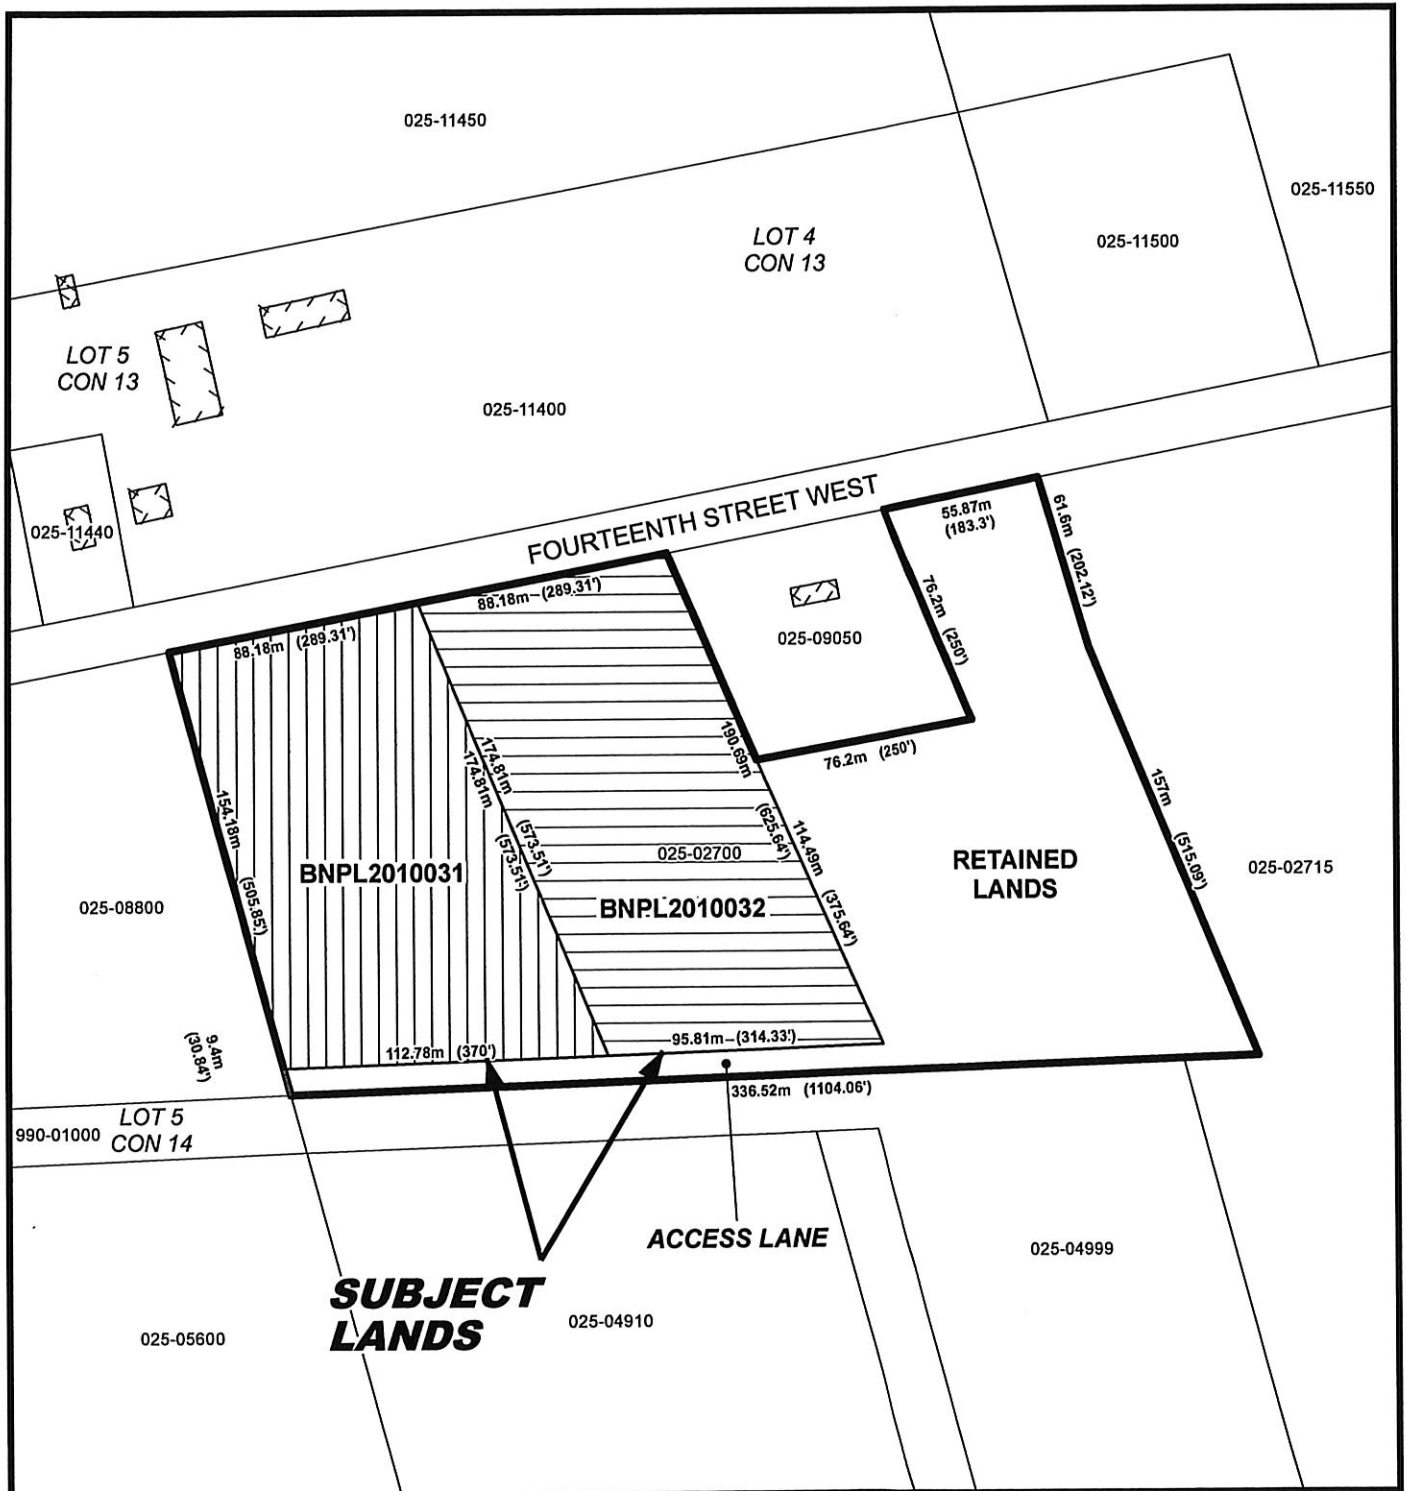 025-11450
025-11550
LOT 4
CON 13
025-11500
LOT 5
CON 13
025-11400
025-11440
FOURTEENTH STREET WEST
55.87m
(183.3')
61.6m (202.12')
88.18m (289.31')
76.2m (250')
025-09050
88.18m (289.31')
190.69m (625.64')
76.2m (250')
174.81m (573.51')
174.81m (573.51')
154.18m (505.85')
157m (515.09')
114.49m (375.64')
025-02700
RETAINED
LANDS
025-02715
BNPL2010031
025-08800
BNPL2010032
9.4m
(30.84')
112.78m (370')
95.81m (314.33')
336.52m (1104.06')
LOT 5
CON 14
990-01000
ACCESS LANE
025-04999
SUBJECT
LANDS
025-04910
025-05600